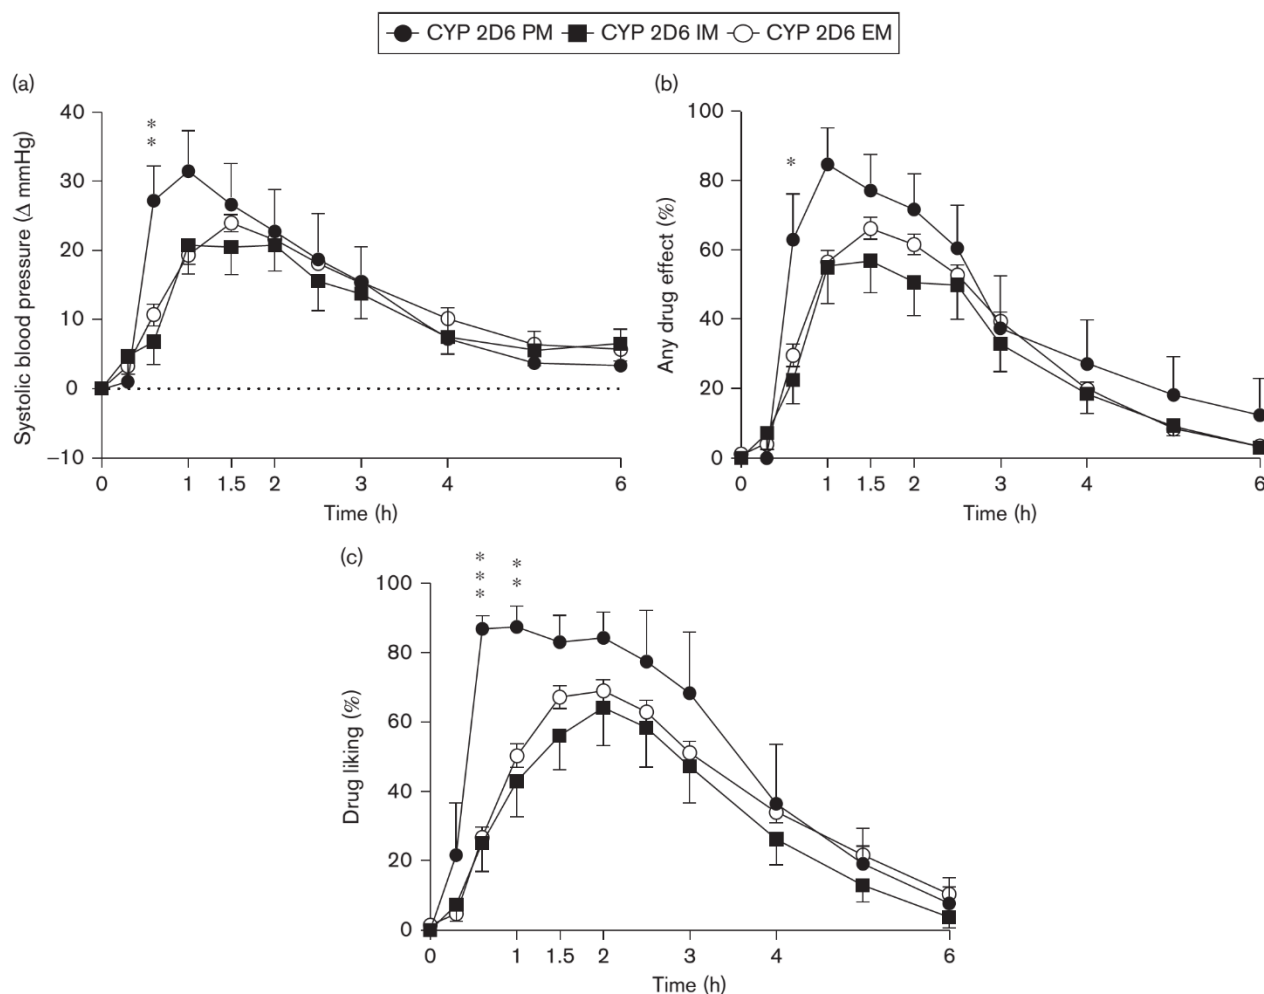 CYP 2D6 PM CYP 2D6 IM CYP 2D6 EM
(a)
Systolic blood pressure (Δ mmHg)
40
30
20
10
0
−10
**
0 1 1.5 2 3 4 6
Time (h)
(b)
Any drug effect (%)
100
80
60
40
20
0
*
0 1 1.5 2 3 4 6
Time (h)
(c)
Drug liking (%)
100
80
60
40
20
0
*** **
0 1 1.5 2 3 4 6
Time (h)